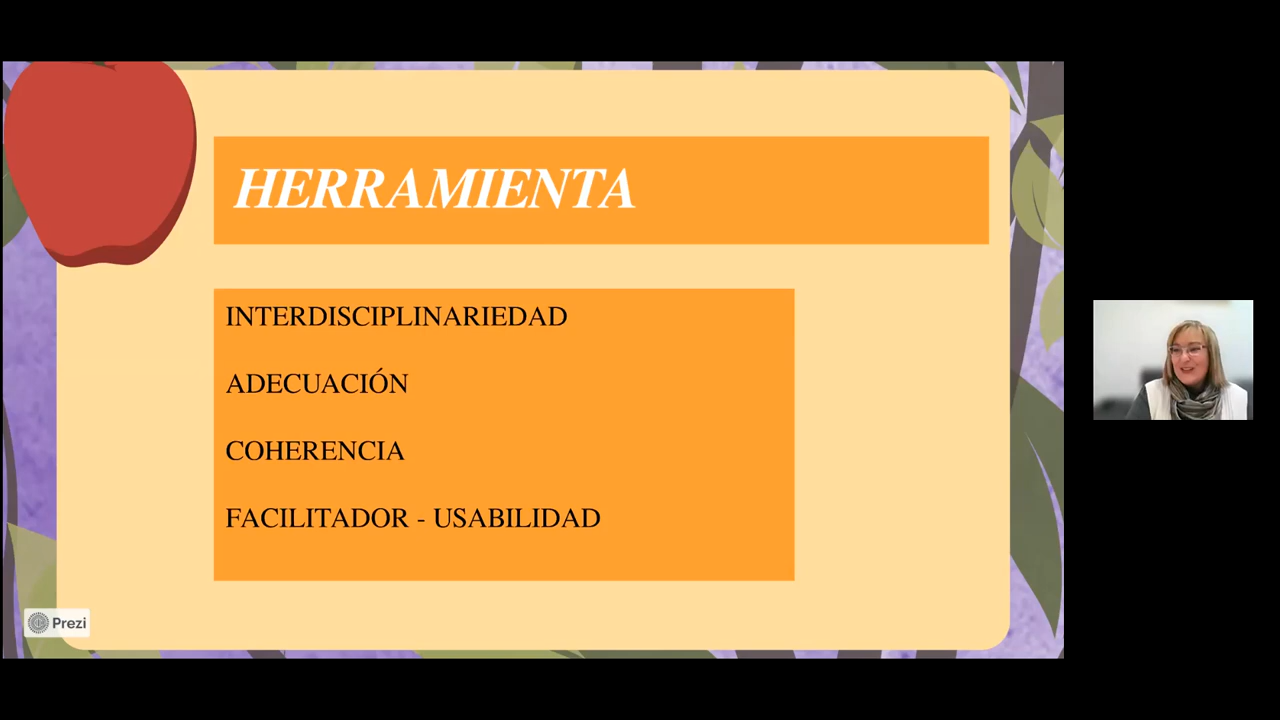 HERRAMIENTA
INTERDISCIPLINARIEDAD
ADECUACIÓN
COHERENCIA
FACILITADOR - USABILIDAD
Prezi